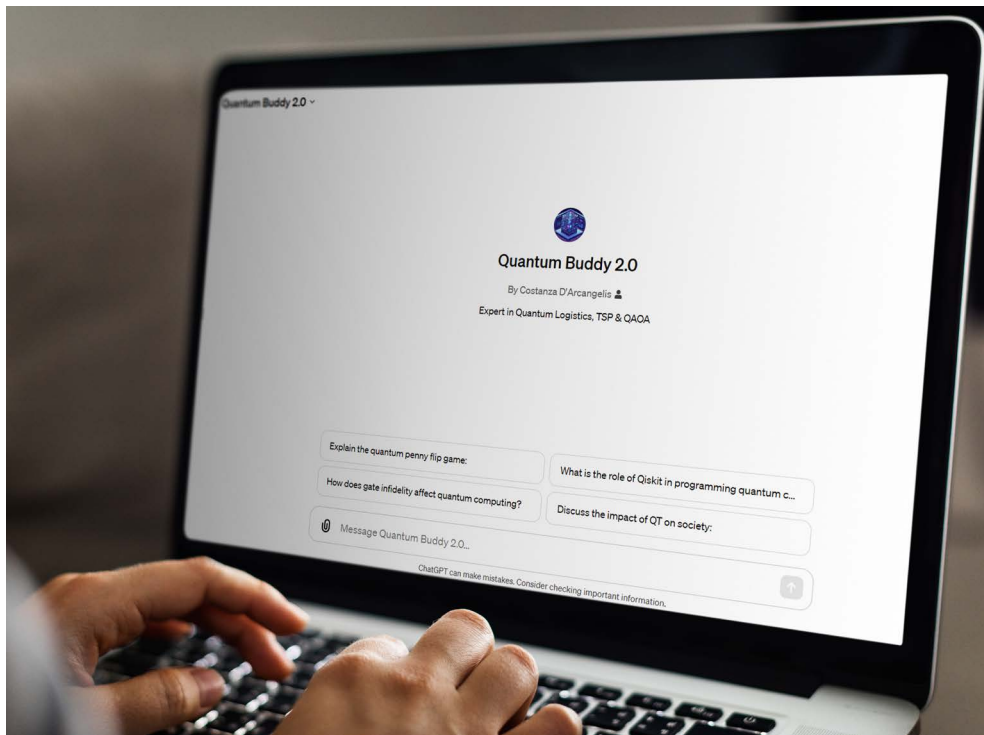 Quantum Buddy 2.0
Quantum Buddy 2.0
By Costanza D'Arcangelis
Expert in Quantum Logistics, TSP & QAOA
Explain the quantum penny flip game:
What is the role of Qiskit in programming quantum c...
How does gate infidelity affect quantum computing?
Discuss the impact of QT on society:
Message Quantum Buddy 2.0...
ChatGPT can make mistakes. Consider checking important information.